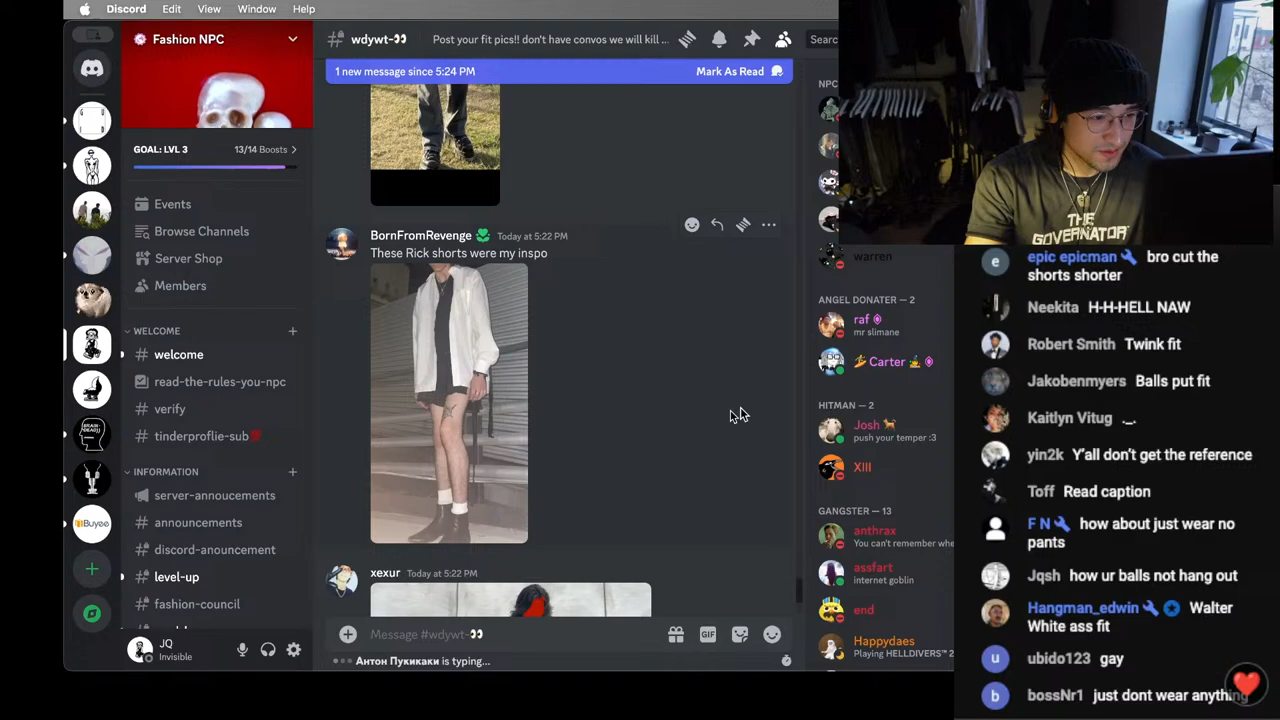 Discord Edit View Window Help
Fashion NPC
GOAL: LVL 3 13/14 Boosts
Events
Browse Channels
Server Shop
Members
WELCOME
welcome
read-the-rules-you-npc
verify
tinderproflie-sub
INFORMATION
server-annoucements
announcements
discord-anouncement
level-up
fashion-council
JQ
Invisible
Buyee
wdywt-👀 Post your fit pics!! don't have convos we will kill ...
1 new message since 5:24 PM Mark As Read
BornFromRevenge Today at 5:22 PM
These Rick shorts were my inspo
xexur Today at 5:22 PM
Message #wdywt-👀
GIF
Антон Пукикаки is typing...
Searc
NPC
warren
ANGEL DONATER — 2
raf
mr slimane
Carter
HITMAN — 2
Josh
push your temper :3
XIII
GANGSTER — 13
anthrax
You can't remember whe
assfart
internet goblin
end
Happydaes
Playing HELLDIVERS™ 2
THE
GOVERNATOR
epic epicman bro cut the
shorts shorter
Neekita H-H-HELL NAW
Robert Smith Twink fit
Jakobenmyers Balls put fit
Kaitlyn Vitug ._.
yin2k Y'all don't get the reference
Toff Read caption
F N how about just wear no
pants
Jqsh how ur balls not hang out
Hangman_edwin Walter
White ass fit
ubido123 gay
bossNr1 just dont wear anything